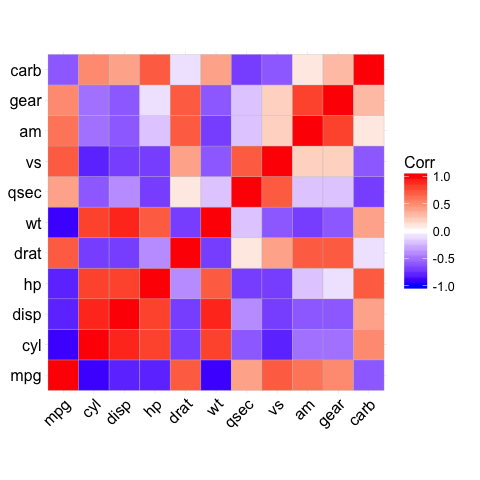 carb
gear
am
vs
qsec
wt
drat
hp
disp
cyl
mpg
mpg cyl disp hp drat wt qsec vs am gear carb
Corr
1.0
0.5
0.0
-0.5
-1.0